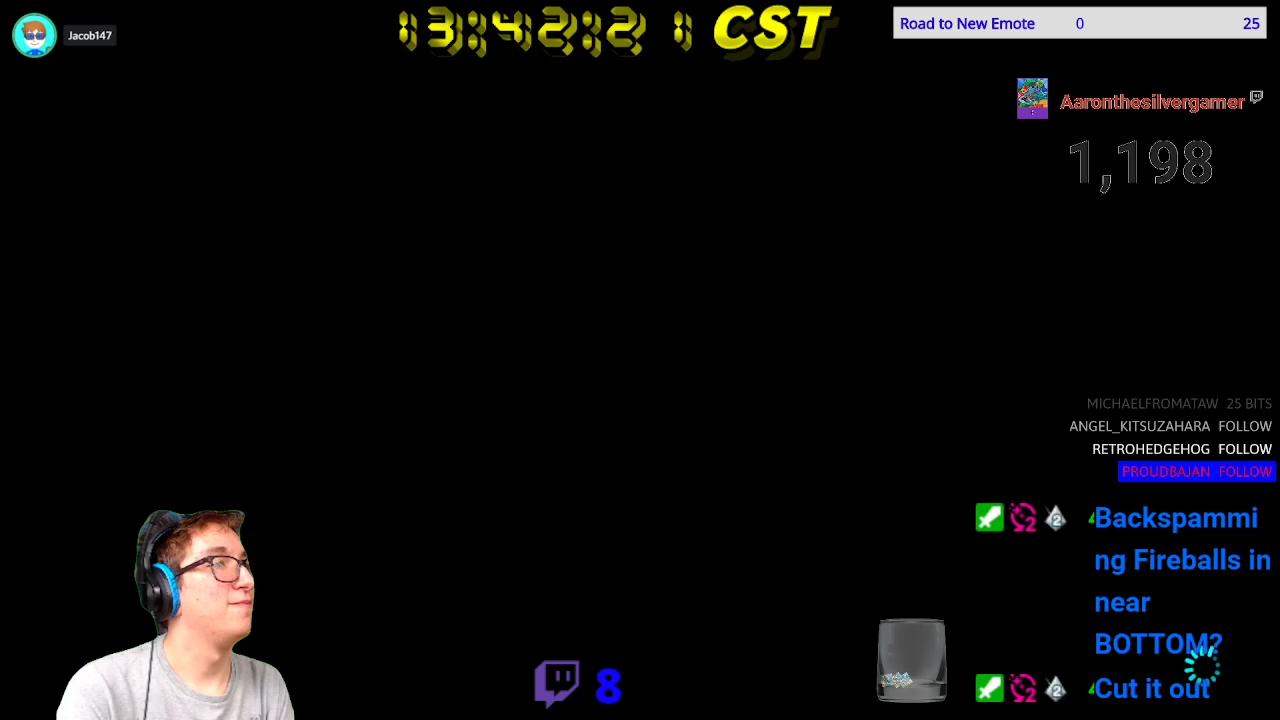 Jacob147
13:42:21 CST
Road to New Emote 0 25
Aaronthesilvergamer
1,198
MICHAELFROMATAW 25 BITS
ANGEL_KITSUZAHARA FOLLOW
RETROHEDGEHOG FOLLOW
PROUDBAJAN FOLLOW
Backspammi
ng Fireballs in
near
BOTTOM?
Cut it out
8